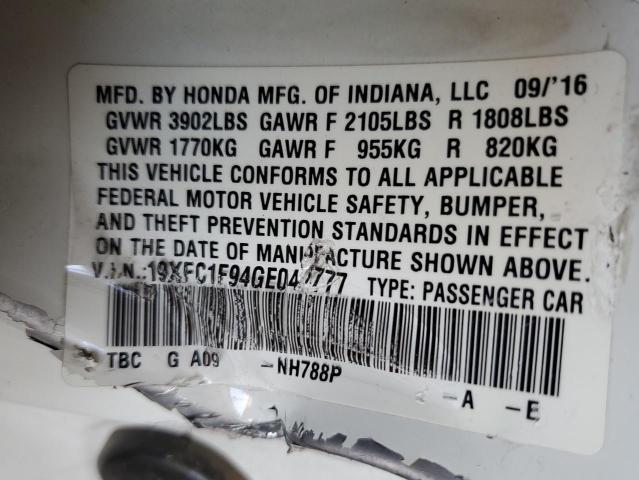 MFD. BY HONDA MFG. OF INDIANA, LLC 09/'16
GVWR 3902LBS GAWR F 2105LBS R 1808LBS
GVWR 1770KG GAWR F 955KG R 820KG
THIS VEHICLE CONFORMS TO ALL APPLICABLE
FEDERAL MOTOR VEHICLE SAFETY, BUMPER,
AND THEFT PREVENTION STANDARDS IN EFFECT
ON THE DATE OF MANUFACTURE SHOWN ABOVE.
V.I.N.: TYPE: PASSENGER CAR
TBC G A09 -NH788P -A -E